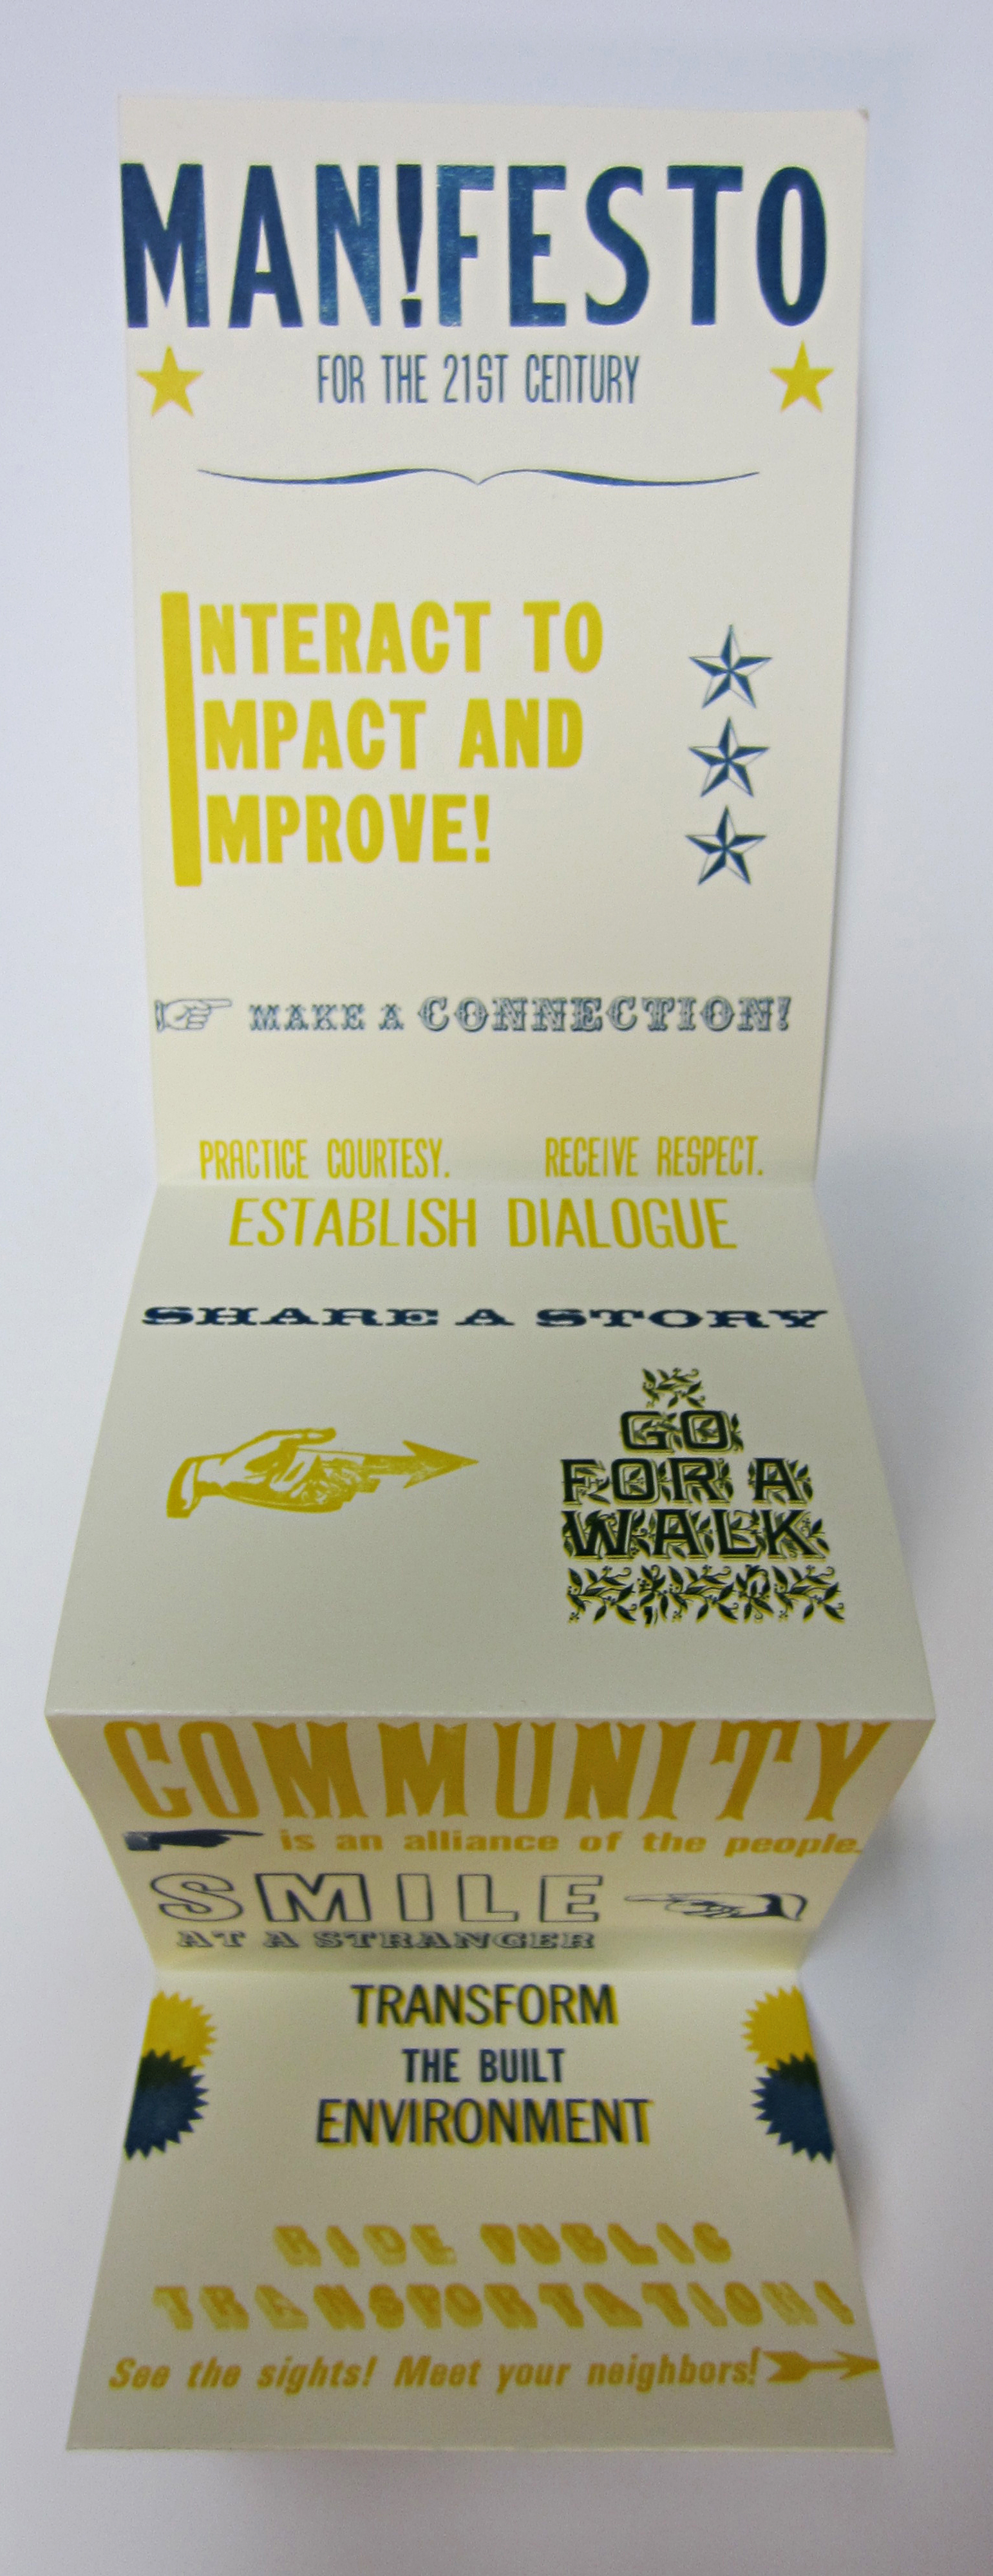 MAN!FESTO
FOR THE 21ST CENTURY
INTERACT TO
IMPACT AND
IMPROVE!
MAKE A CONNECTION!
PRACTICE COURTESY. RECEIVE RESPECT.
ESTABLISH DIALOGUE
SHARE A STORY
GO
FOR A
WALK
COMMUNITY
is an alliance of the people.
SMILE
AT A STRANGER
TRANSFORM
THE BUILT
ENVIRONMENT
RIDE PUBLIC
TRANSPORTATION!
See the sights! Meet your neighbors!